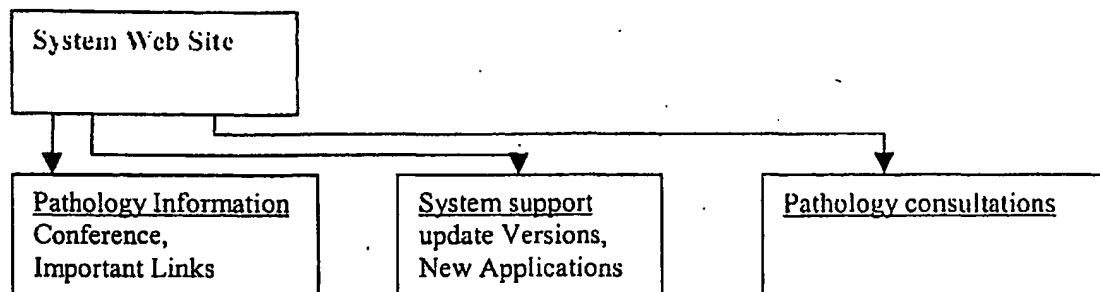 System Web Site
Pathology Information
Conference,
Important Links
System support
update Versions,
New Applications
Pathology consultations